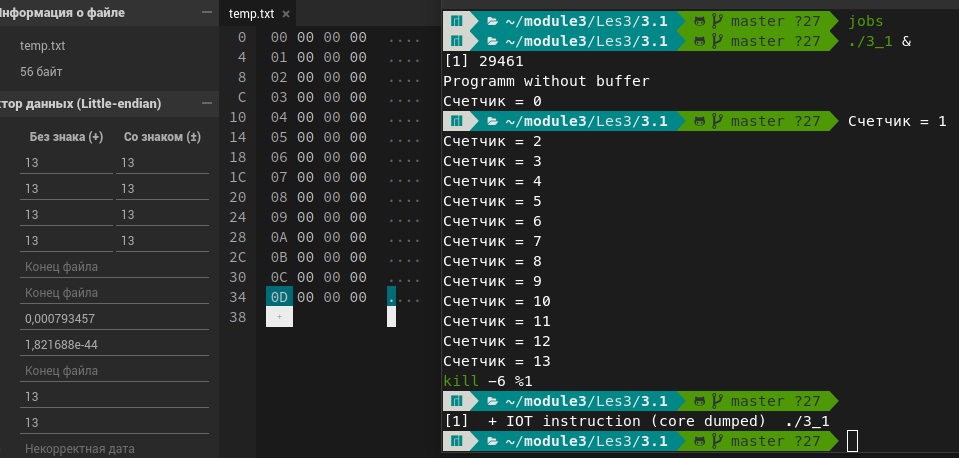 нформация о файле
temp.txt
56 байт
ктор данных (Little-endian)
Без знака (+) Со знаком (±)
13 13
13 13
13 13
13 13
Конец файла
Конец файла
0,000793457
1,821688e-44
Конец файла
13
13
Некорректная дата
temp.txt ×
0 00 00 00 00 ....
4 01 00 00 00 ....
8 02 00 00 00 ....
C 03 00 00 00 ....
10 04 00 00 00 ....
14 05 00 00 00 ....
18 06 00 00 00 ....
1C 07 00 00 00 ....
20 08 00 00 00 ....
24 09 00 00 00 ....
28 0A 00 00 00 ....
2C 0B 00 00 00 ....
30 0C 00 00 00 ....
34 0D 00 00 00 ....
38 +
~/module3/Les3/3.1 master ?27 jobs
~/module3/Les3/3.1 master ?27 ./3_1 &
[1] 29461
Programm without buffer
Счетчик = 0
~/module3/Les3/3.1 master ?27 Счетчик = 1
Счетчик = 2
Счетчик = 3
Счетчик = 4
Счетчик = 5
Счетчик = 6
Счетчик = 7
Счетчик = 8
Счетчик = 9
Счетчик = 10
Счетчик = 11
Счетчик = 12
Счетчик = 13
kill -6 %1
~/module3/Les3/3.1 master ?27
[1] + IOT instruction (core dumped) ./3_1
~/module3/Les3/3.1 master ?27